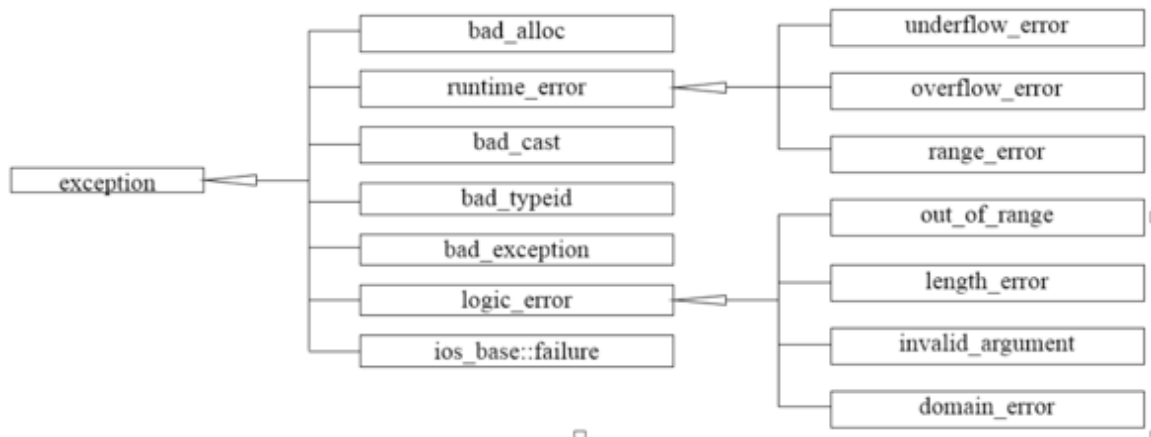 exception
bad_alloc
runtime_error
bad_cast
bad_typeid
bad_exception
logic_error
ios_base::failure
underflow_error
overflow_error
range_error
out_of_range
length_error
invalid_argument
domain_error